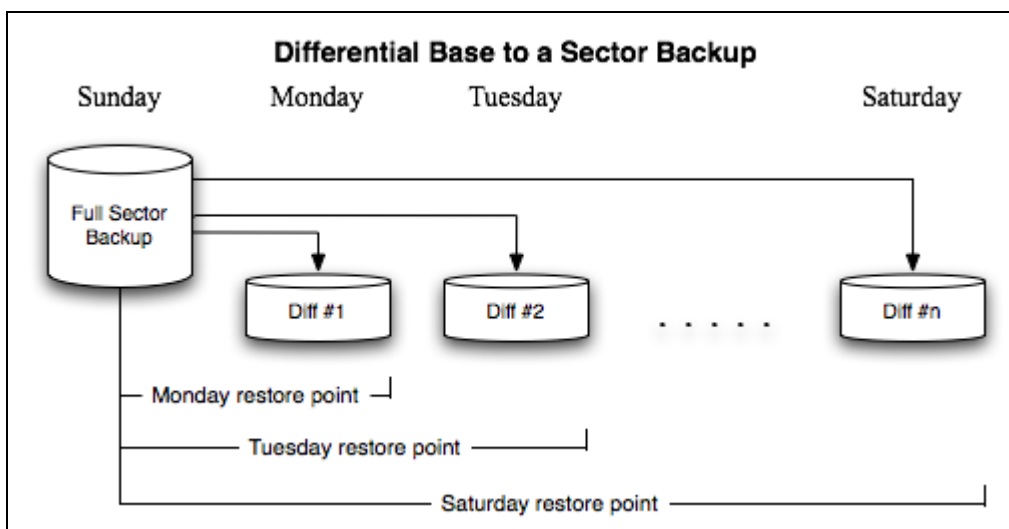 Differential Base to a Sector Backup
Sunday Monday Tuesday Saturday
Full Sector
Backup
Diff #1 Diff #2 . . . . . Diff #n
Monday restore point
Tuesday restore point
Saturday restore point